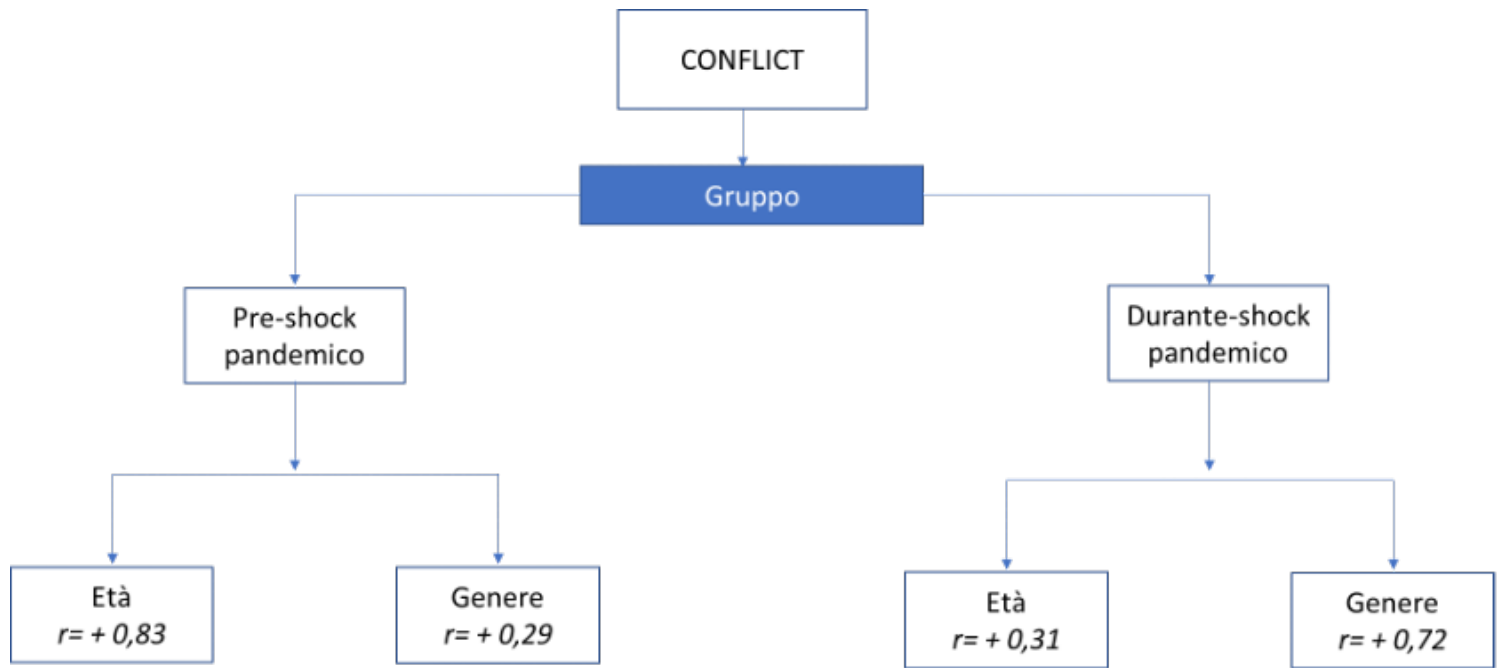 CONFLICT
Gruppo
Pre-shock
pandemico
Durante-shock
pandemico
Età
r= + 0,83
Genere
r= + 0,29
Età
r= + 0,31
Genere
r= + 0,72